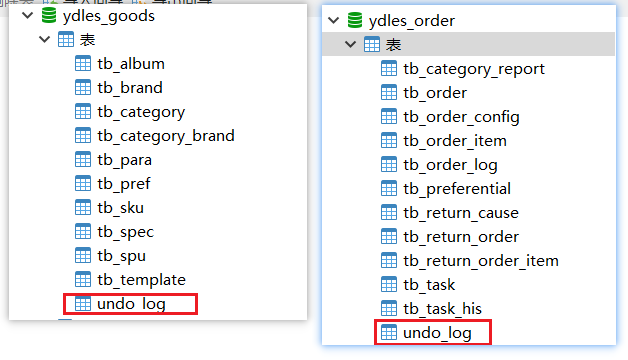 ydles_goods
表
tb_album
tb_brand
tb_category
tb_category_brand
tb_para
tb_pref
tb_sku
tb_spec
tb_spu
tb_template
undo_log
ydles_order
表
tb_category_report
tb_order
tb_order_config
tb_order_item
tb_order_log
tb_preferential
tb_return_cause
tb_return_order
tb_return_order_item
tb_task
tb_task_his
undo_log